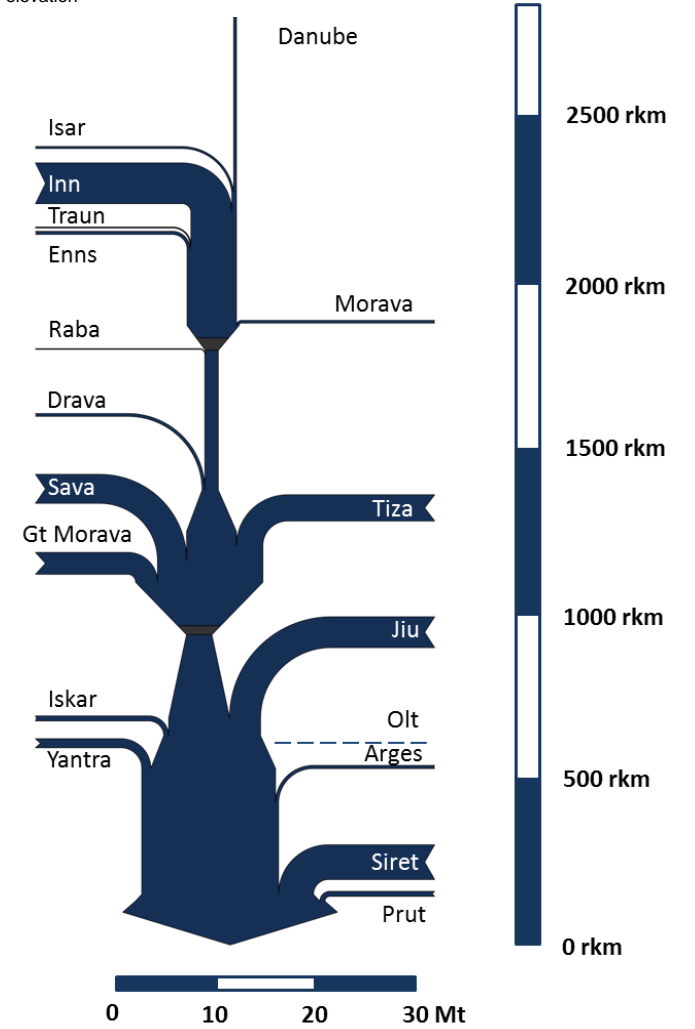 elevation
Danube
2500 rkm
Isar
Inn
Traun
Enns
2000 rkm
Morava
Raba
Drava
1500 rkm
Sava
Tiza
Gt Morava
1000 rkm
Jiu
Iskar
Olt
Yantra
Arges
500 rkm
Siret
Prut
0 rkm
0 10 20 30 Mt